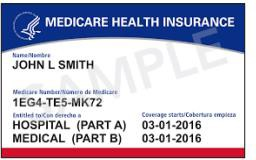 MEDICARE HEALTH INSURANCE
SAMPLE
Name/Nombre
JOHN L SMITH
Medicare Number/Número de Medicare
1EG4-TE5-MK72
Entitled to/Con derecho a Coverage starts/Cobertura empieza
HOSPITAL (PART A) 03-01-2016
MEDICAL (PART B) 03-01-2016